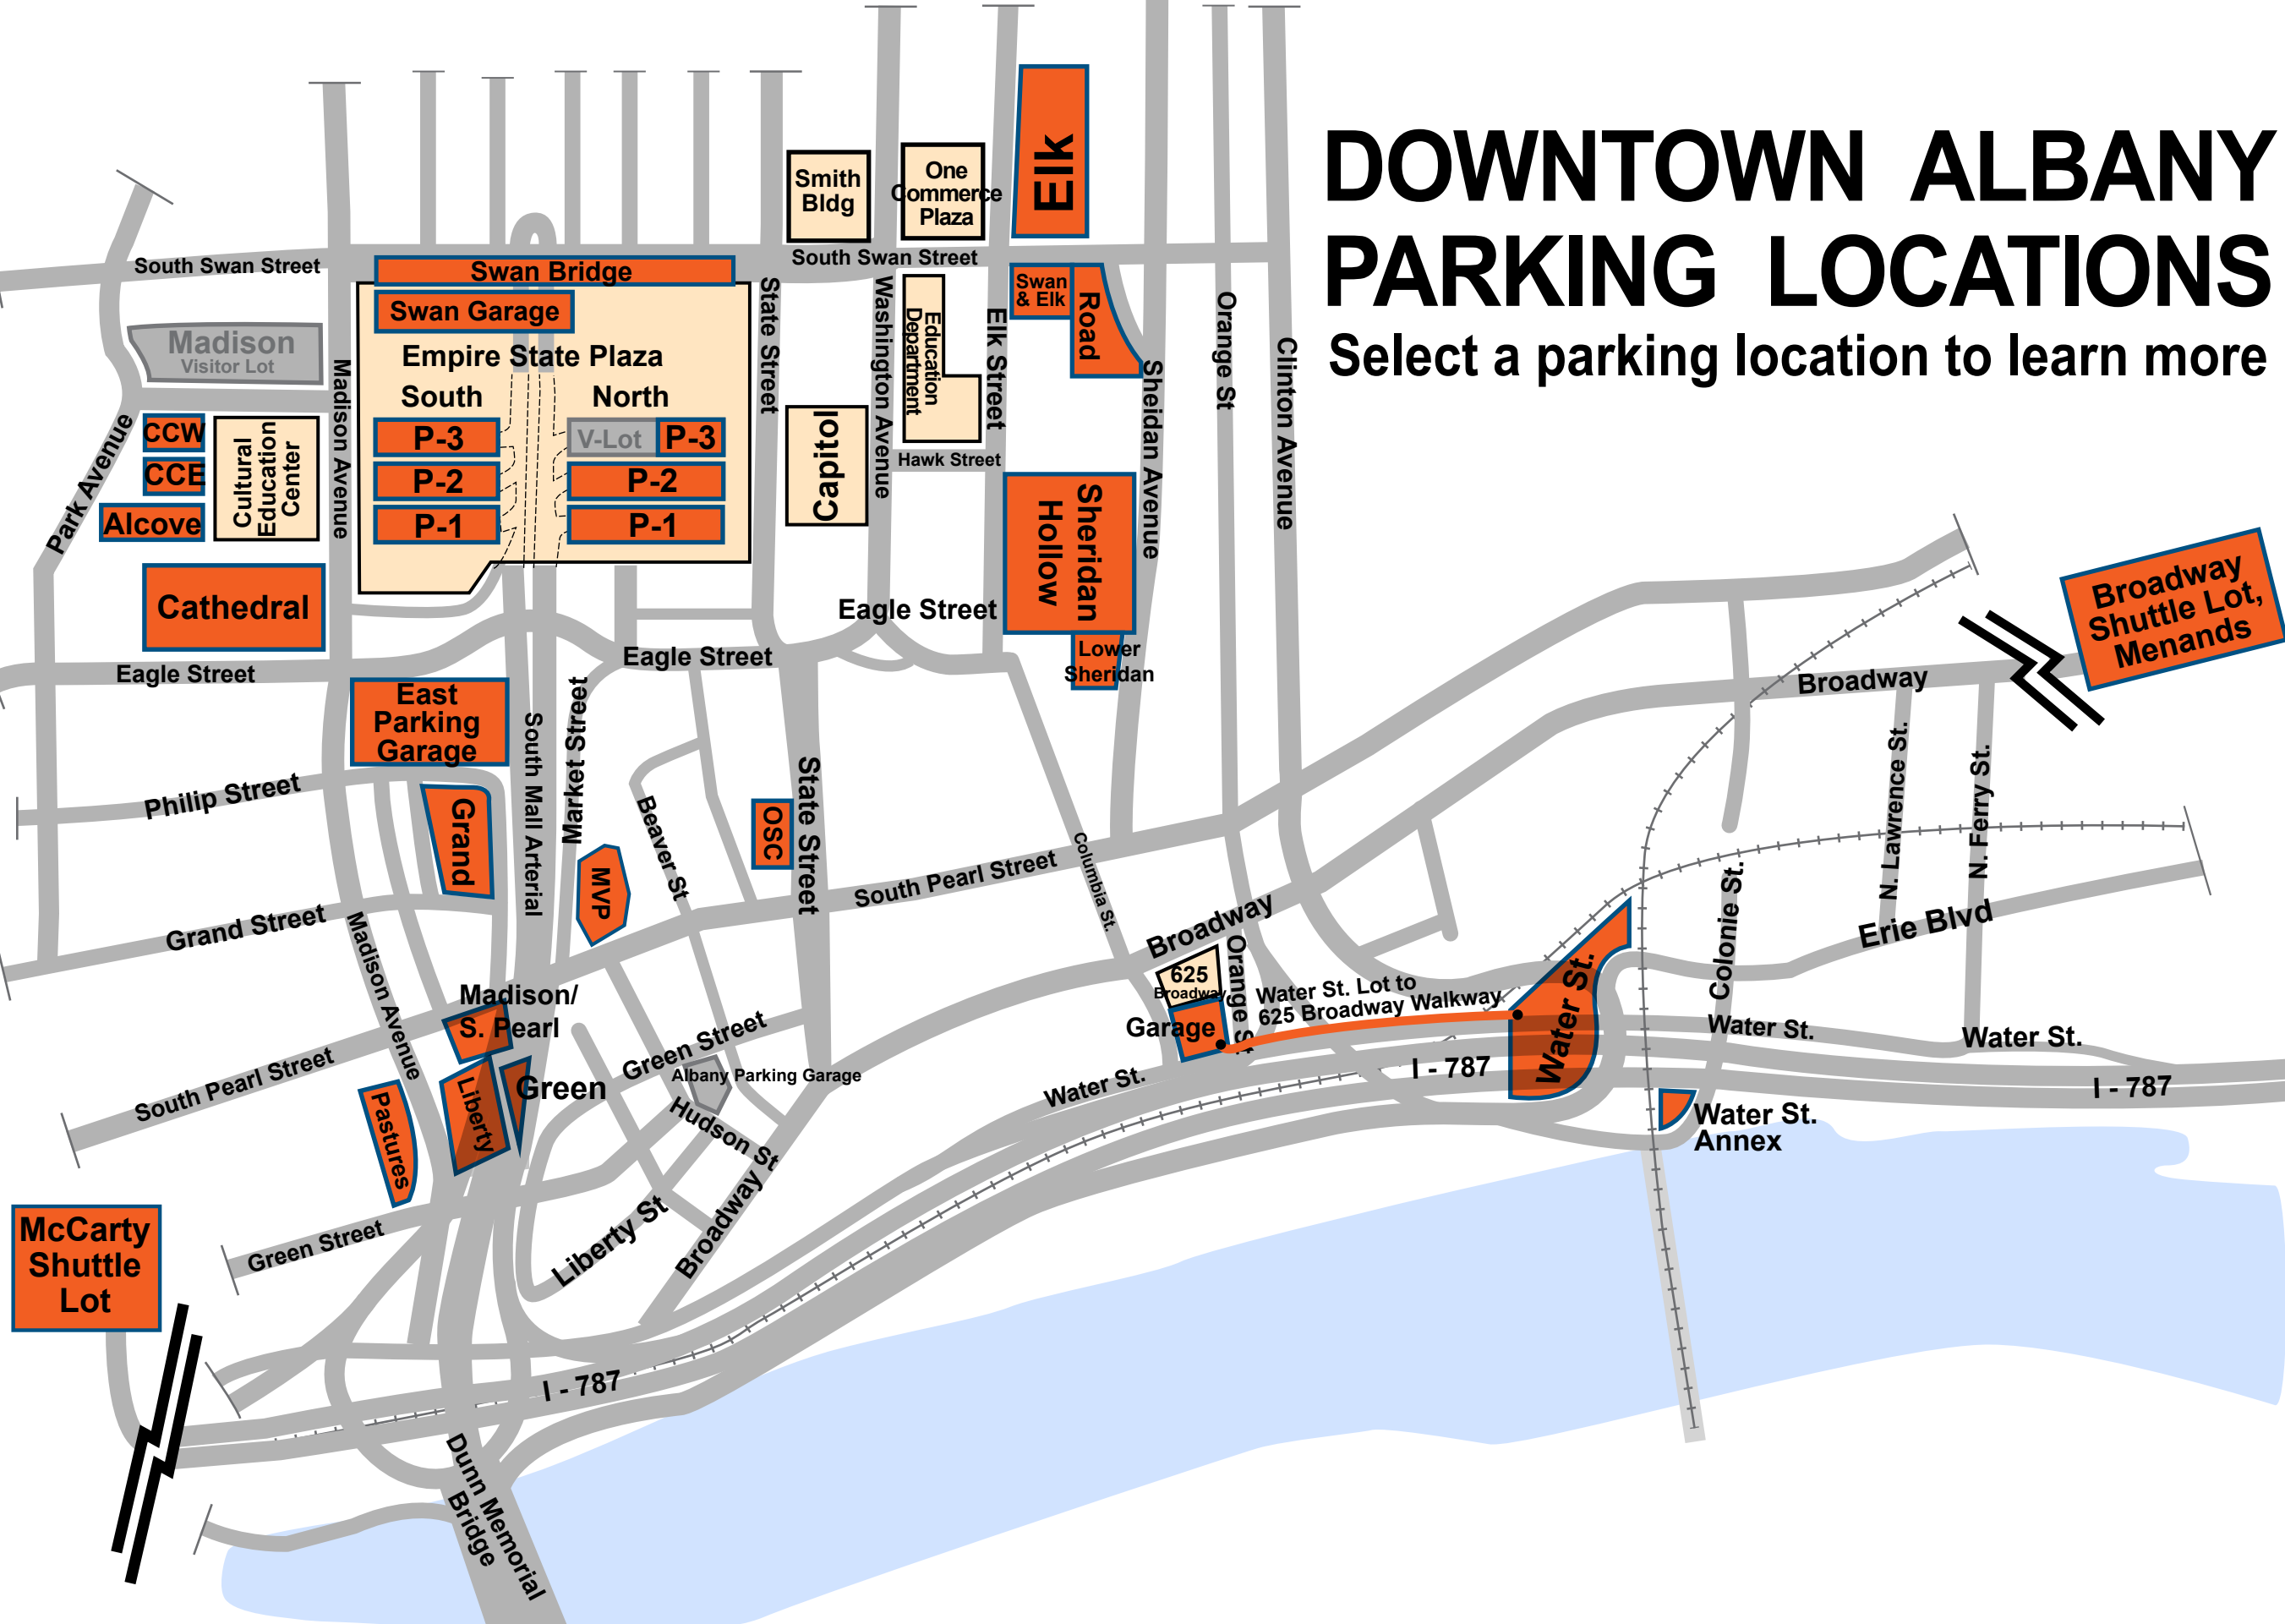 DOWNTOWN ALBANY
PARKING LOCATIONS
Select a parking location to learn more
Elk
Smith
Bldg
One
Commerce
Plaza
South Swan Street
South Swan Street
Swan Bridge
Swan Garage
Empire State Plaza
South
North
P-3
V-Lot
P-3
P-2
P-2
P-1
P-1
Madison
Visitor Lot
Madison Avenue
State Street
Washington Avenue
Education
Department
Elk Street
Swan
& Elk
Road
Sheidan Avenue
Orange St
Clinton Avenue
Park Avenue
CCW
CCE
Alcove
Cultural
Education
Center
Capitol
Hawk Street
Sheridan
Hollow
Lower
Sheridan
Cathedral
Eagle Street
Eagle Street
Eagle Street
East
Parking
Garage
South Mall Arterial
Market Street
Philip Street
Grand
Beaver St
OSC
State Street
MVP
South Pearl Street
Columbia St.
Grand Street
Madison Avenue
Broadway
Shuttle Lot,
Menands
Broadway
N. Lawrence St.
N. Ferry St.
Colonie St.
Erie Blvd
Broadway
625
Broadway
Garage
Orange St.
Water St. Lot to
625 Broadway Walkway
Water St.
Water St.
Water St.
Water St.
I - 787
I - 787
Water St.
Annex
Madison/
S. Pearl
Green
Liberty
Pastures
South Pearl Street
Green Street
Albany Parking Garage
Hudson St
Liberty St
Broadway
Green Street
McCarty
Shuttle
Lot
I - 787
Dunn Memorial
Bridge